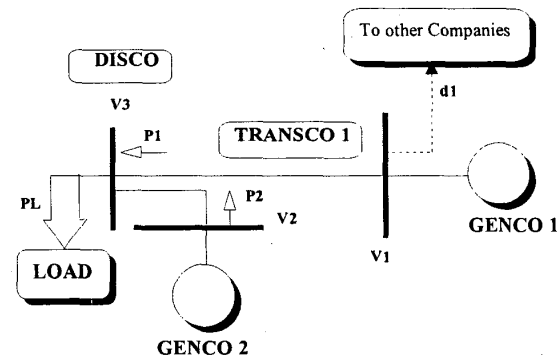 To other Companies
DISCO
d1
V3
P1
TRANSCO 1
PL
P2
V2
GENCO 1
V1
LOAD
GENCO 2